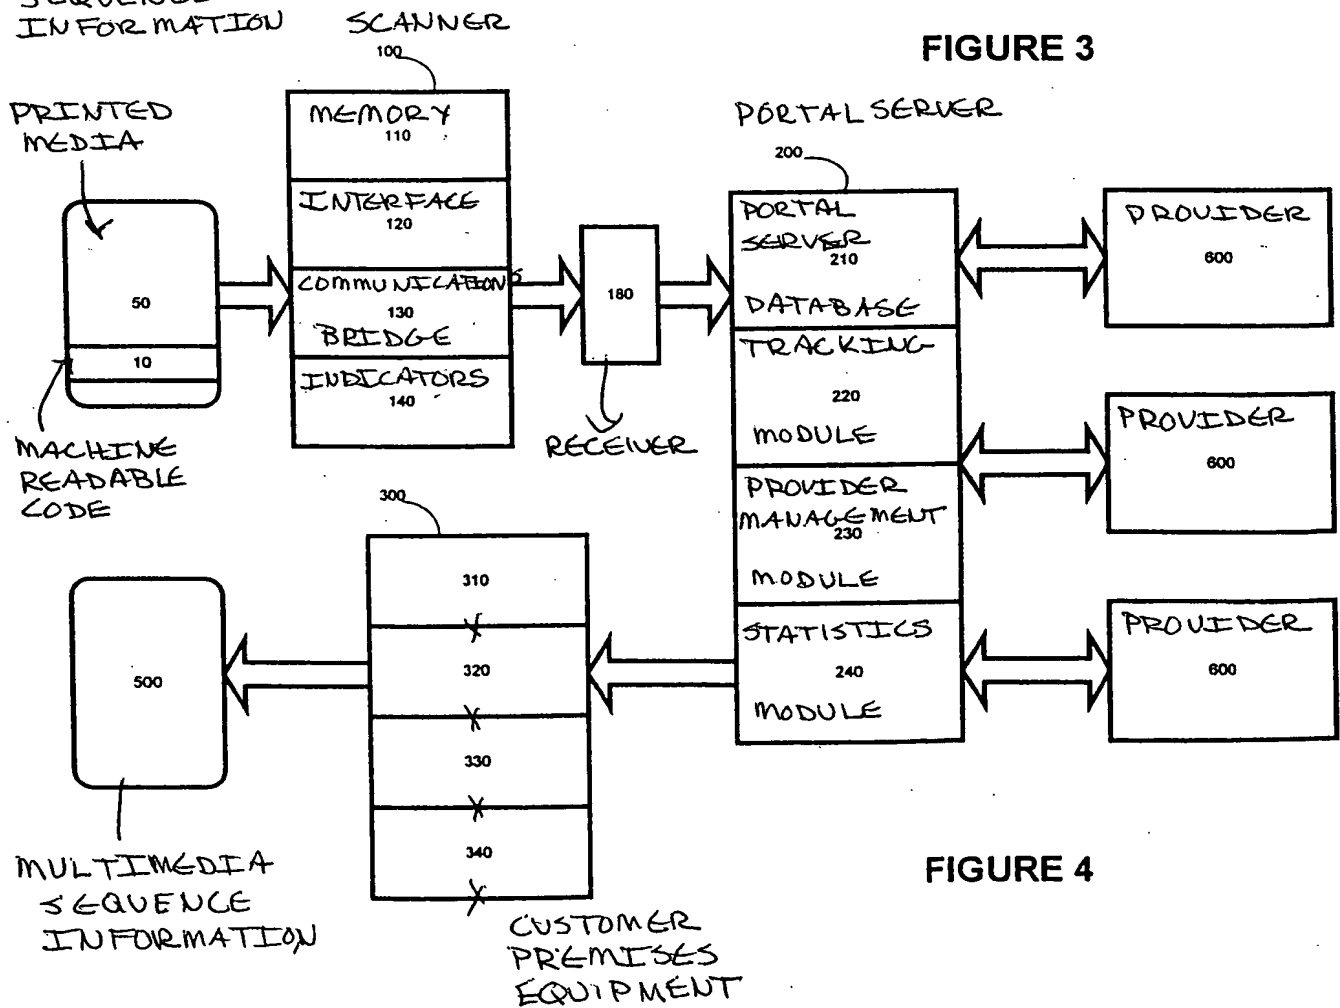 SEQUENCE
INFORMATION
SCANNER
100
FIGURE 3
PRINTED
MEDIA
MEMORY
110
INTERFACE
120
COMMUNICATIONS
130
BRIDGE
INDICATORS
140
50
10
MACHINE
READABLE
CODE
180
RECEIVER
PORTAL SERVER
200
PORTAL
SERVER
210
DATABASE
TRACKING
220
MODULE
PROVIDER
MANAGEMENT
230
MODULE
STATISTICS
240
MODULE
PROVIDER
600
PROVIDER
600
PROVIDER
600
300
310
320
330
340
500
MULTIMEDIA
SEQUENCE
INFORMATION
CUSTOMER
PREMISES
EQUIPMENT
FIGURE 4